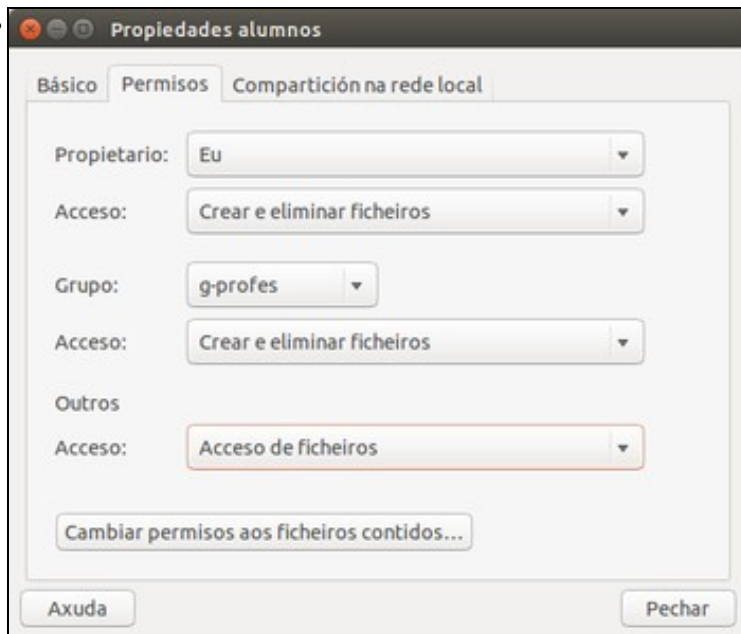 Propiedades alumnos
Básico Permisos Compartición na rede local
Propietario: Eu
Acceso: Crear e eliminar ficheiros
Grupo: g-profes
Acceso: Crear e eliminar ficheiros
Outros
Acceso: Acceso de ficheiros
Cambiar permisos aos ficheiros contidos...
Axuda Pechar